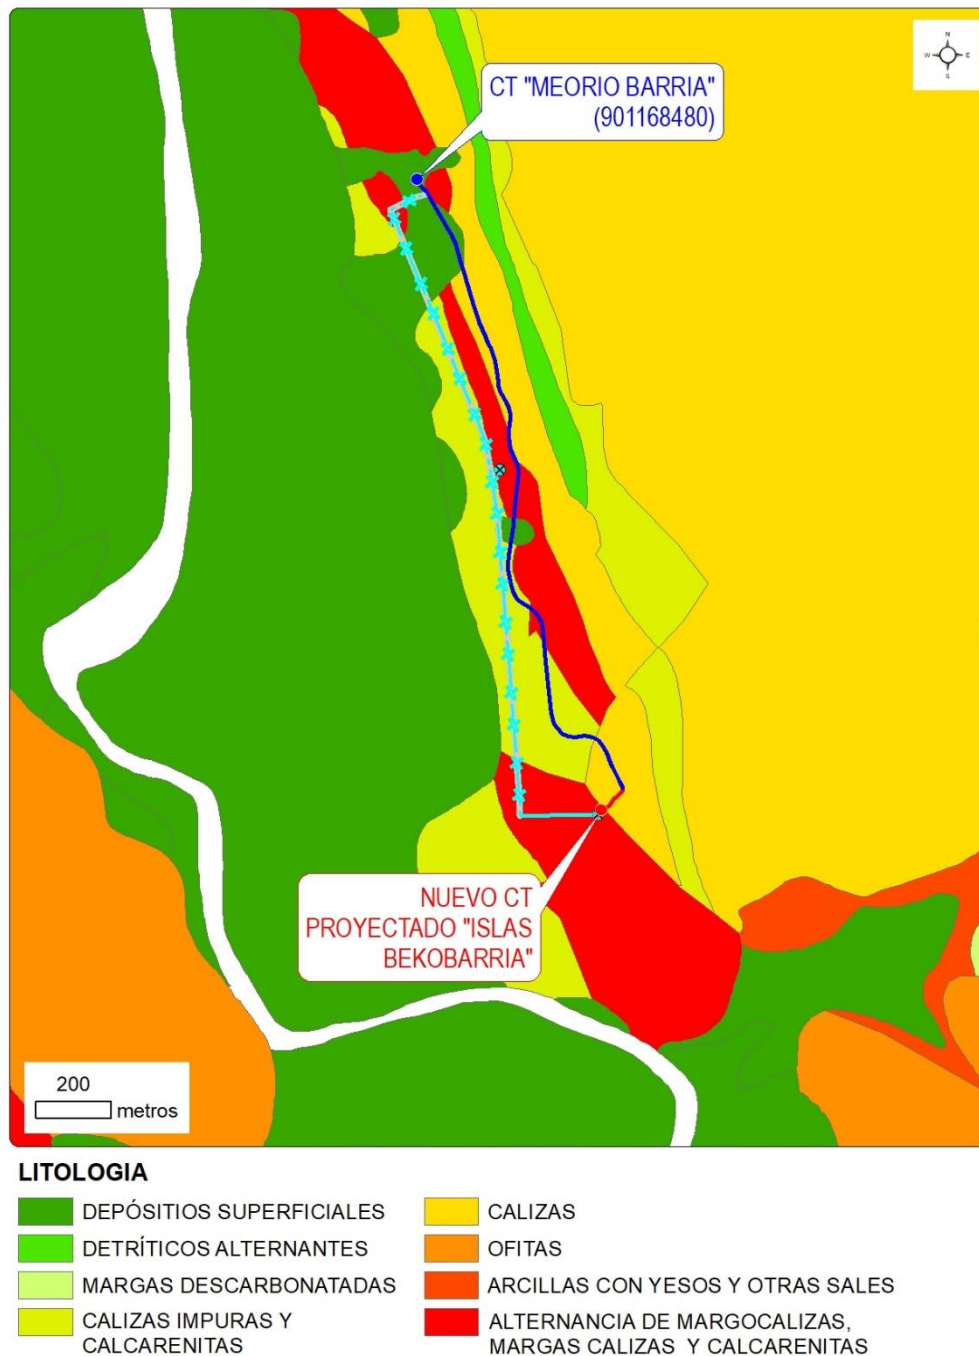 N
W E
S
CT "MEORIO BARRIA"
(901168480)
NUEVO CT
PROYECTADO "ISLAS
BEKOBARRIA"
200
metros
LITOLOGIA
DEPÓSITIOS SUPERFICIALES
DETRÍTICOS ALTERNANTES
MARGAS DESCARBONATADAS
CALIZAS IMPURAS Y
CALCARENITAS
CALIZAS
OFITAS
ARCILLAS CON YESOS Y OTRAS SALES
ALTERNANCIA DE MARGOCALIZAS,
MARGAS CALIZAS Y CALCARENITAS